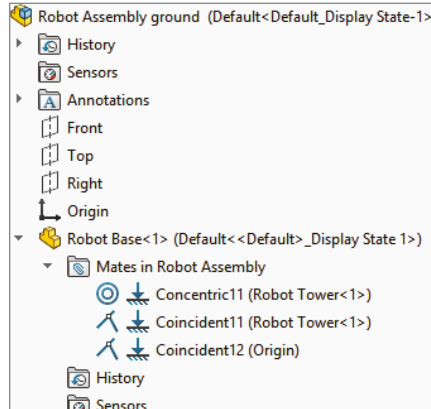 Robot Assembly ground (Default<Default_Display State-1>
History
Sensors
A Annotations
Front
Top
Right
Origin
Robot Base<1> (Default<<Default>_Display State 1>)
Mates in Robot Assembly
Concentric11 (Robot Tower<1>)
Coincident11 (Robot Tower<1>)
Coincident12 (Origin)
History
Sensors